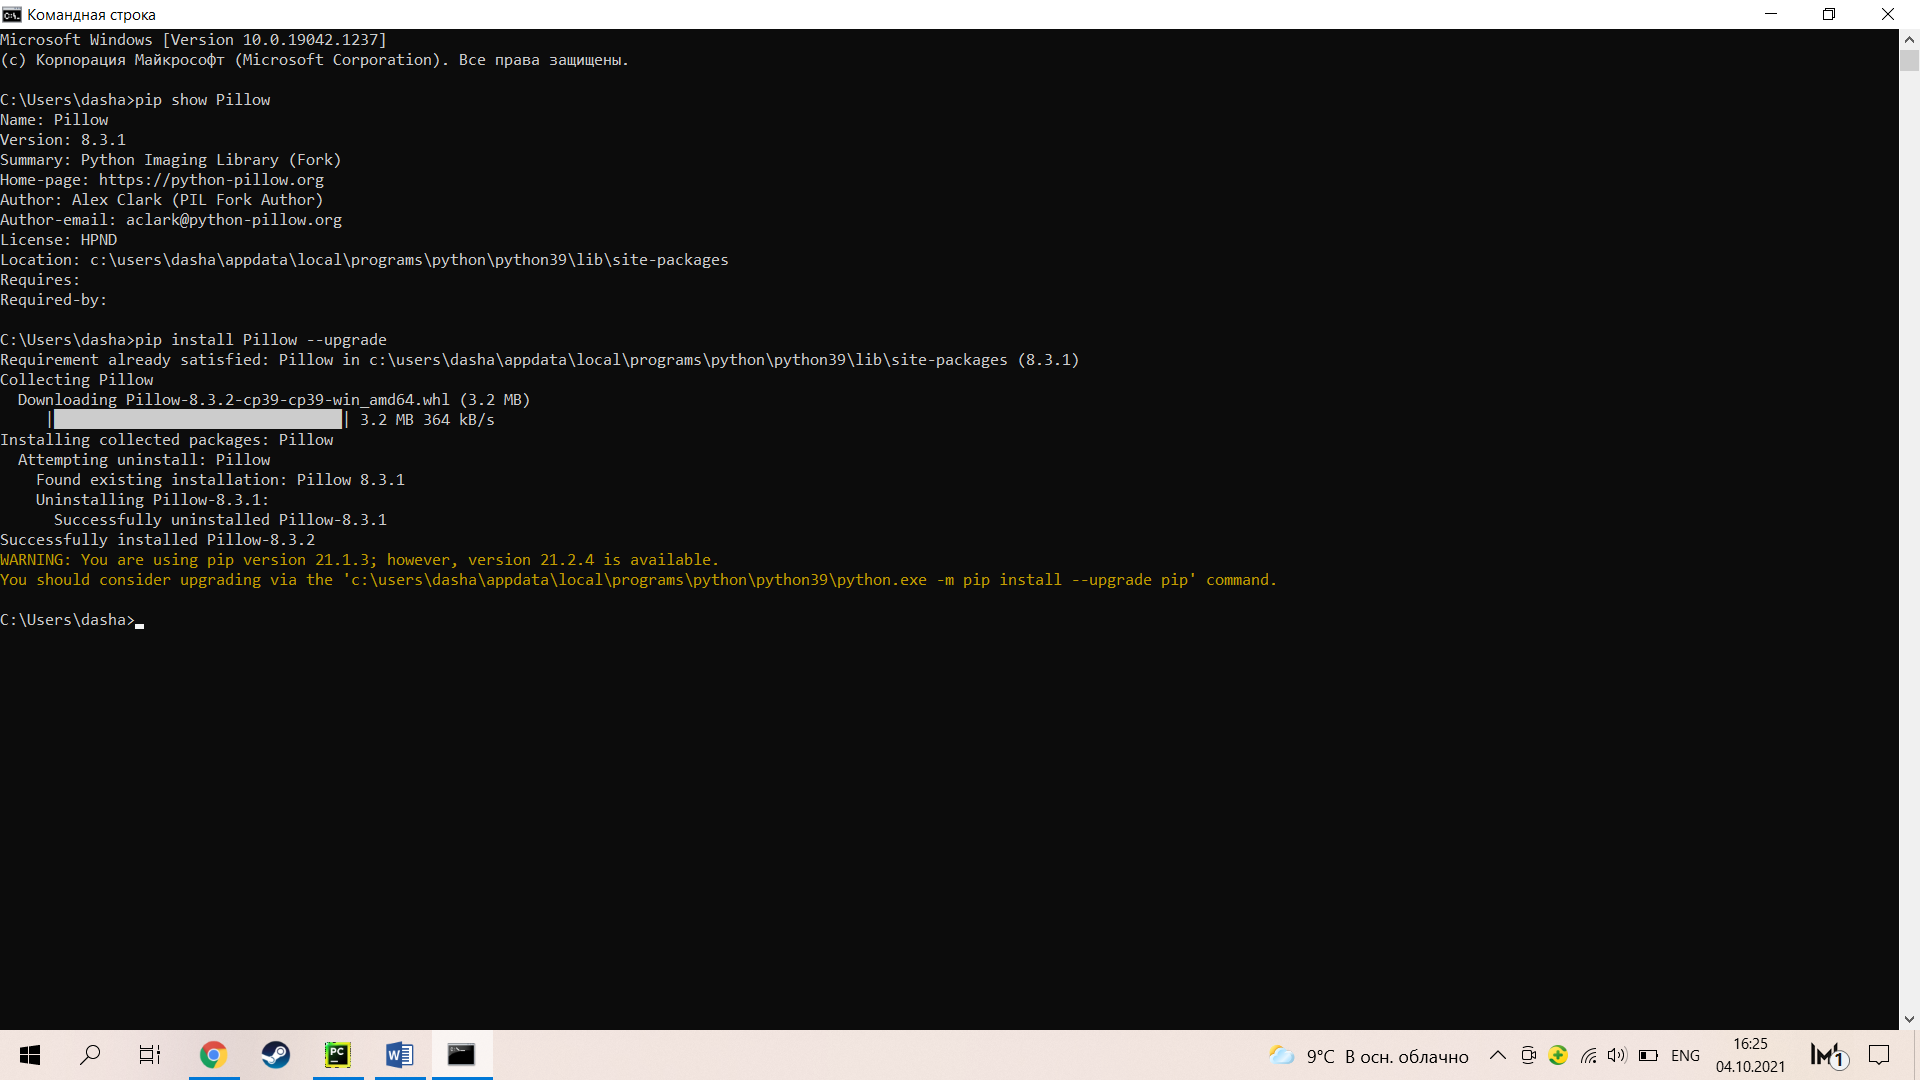 Командная строка
Microsoft Windows [Version 10.0.19042.1237]
(c) Корпорация Майкрософт (Microsoft Corporation). Все права защищены.
C:\Users\dasha>pip show Pillow
Name: Pillow
Version: 8.3.1
Summary: Python Imaging Library (Fork)
Home-page: https://python-pillow.org
Author: Alex Clark (PIL Fork Author)
Author-email: aclark@python-pillow.org
License: HPND
Location: c:\users\dasha\appdata\local\programs\python\python39\lib\site-packages
Requires:
Required-by:
C:\Users\dasha>pip install Pillow --upgrade
Requirement already satisfied: Pillow in c:\users\dasha\appdata\local\programs\python\python39\lib\site-packages (8.3.1)
Collecting Pillow
Downloading Pillow-8.3.2-cp39-cp39-win_amd64.whl (3.2 MB)
| | 3.2 MB 364 kB/s
Installing collected packages: Pillow
Attempting uninstall: Pillow
Found existing installation: Pillow 8.3.1
Uninstalling Pillow-8.3.1:
Successfully uninstalled Pillow-8.3.1
Successfully installed Pillow-8.3.2
WARNING: You are using pip version 21.1.3; however, version 21.2.4 is available.
You should consider upgrading via the 'c:\users\dasha\appdata\local\programs\python\python39\python.exe -m pip install --upgrade pip' command.
C:\Users\dasha>
9°C В осн. облачно
ENG
16:25
04.10.2021
1